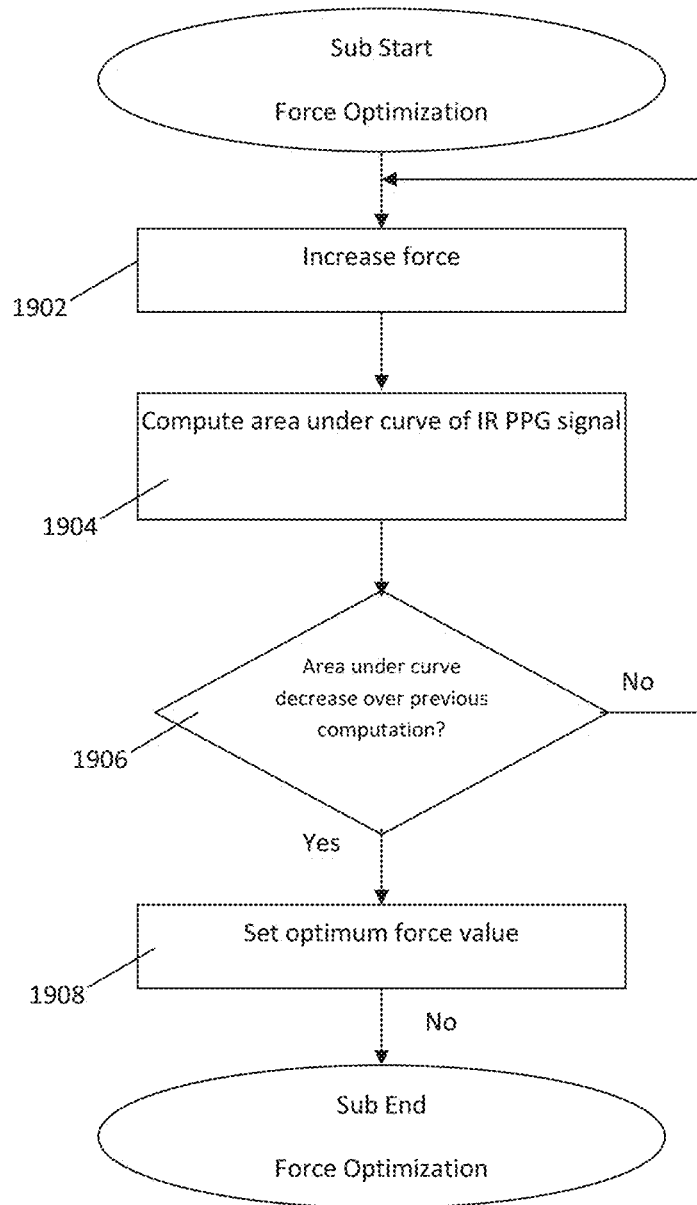 Sub Start
Force Optimization
Increase force
1902
Compute area under curve of IR PPG signal
1904
Area under curve
decrease over previous
computation?
No
1906
Yes
Set optimum force value
1908
No
Sub End
Force Optimization